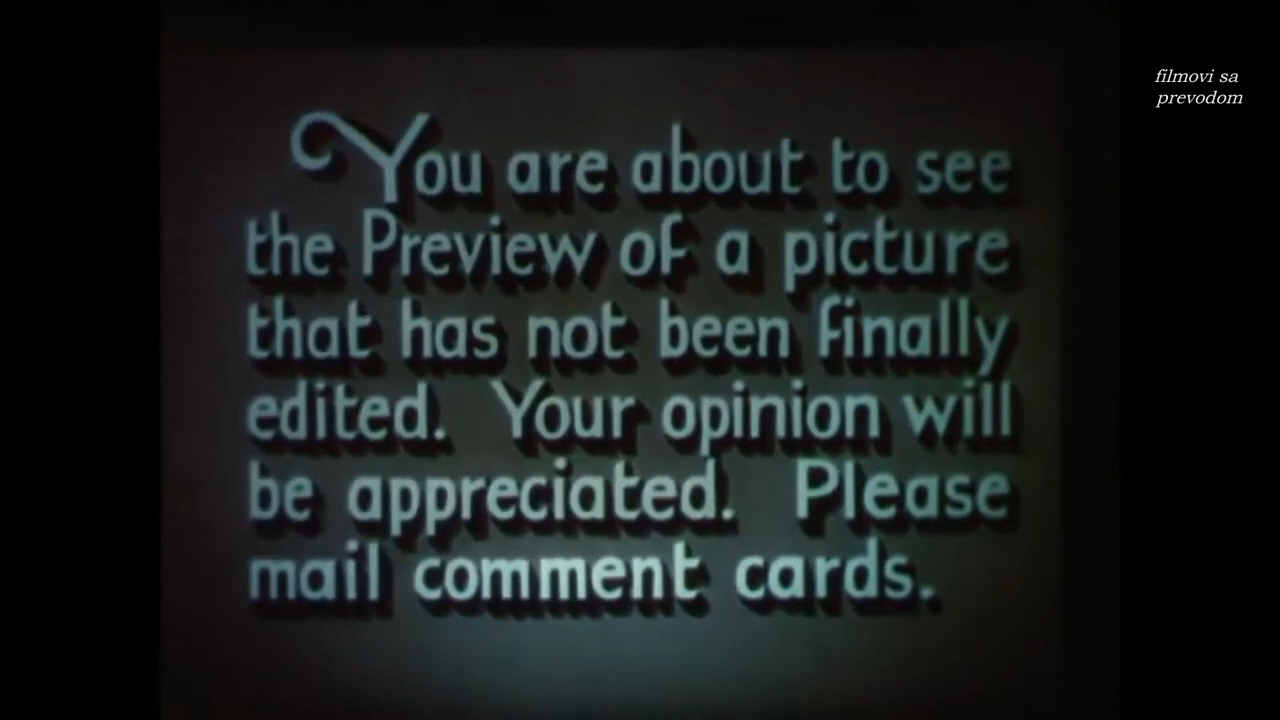 You are about to see
the Preview of a picture
that has not been finally
edited. Your opinion will
be appreciated. Please
mail comment cards.
filmovi sa
prevodom